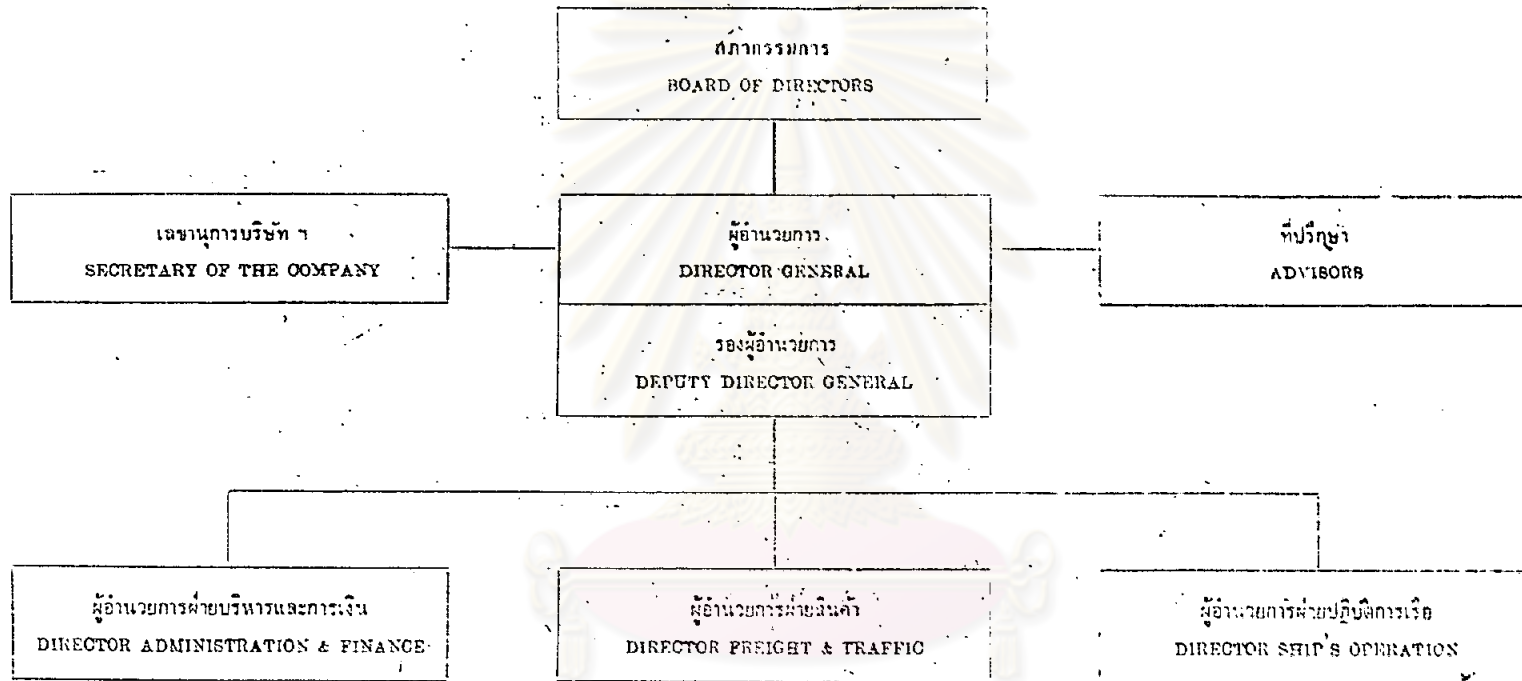 สภากรรมการ
BOARD OF DIRECTORS
เลขานุการบริษัท ฯ
SECRETARY OF THE COMPANY
ผู้อำนวยการ
DIRECTOR GENERAL
ที่ปรึกษา
ADVISORS
รองผู้อำนวยการ
DEPUTY DIRECTOR GENERAL
ผู้อำนวยการฝ่ายบริหารและการเงิน
DIRECTOR ADMINISTRATION & FINANCE
ผู้อำนวยการฝ่ายสินค้า
DIRECTOR FREIGHT & TRAFFIC
ผู้อำนวยการฝ่ายปฏิบัติการเรือ
DIRECTOR SHIP'S OPERATION